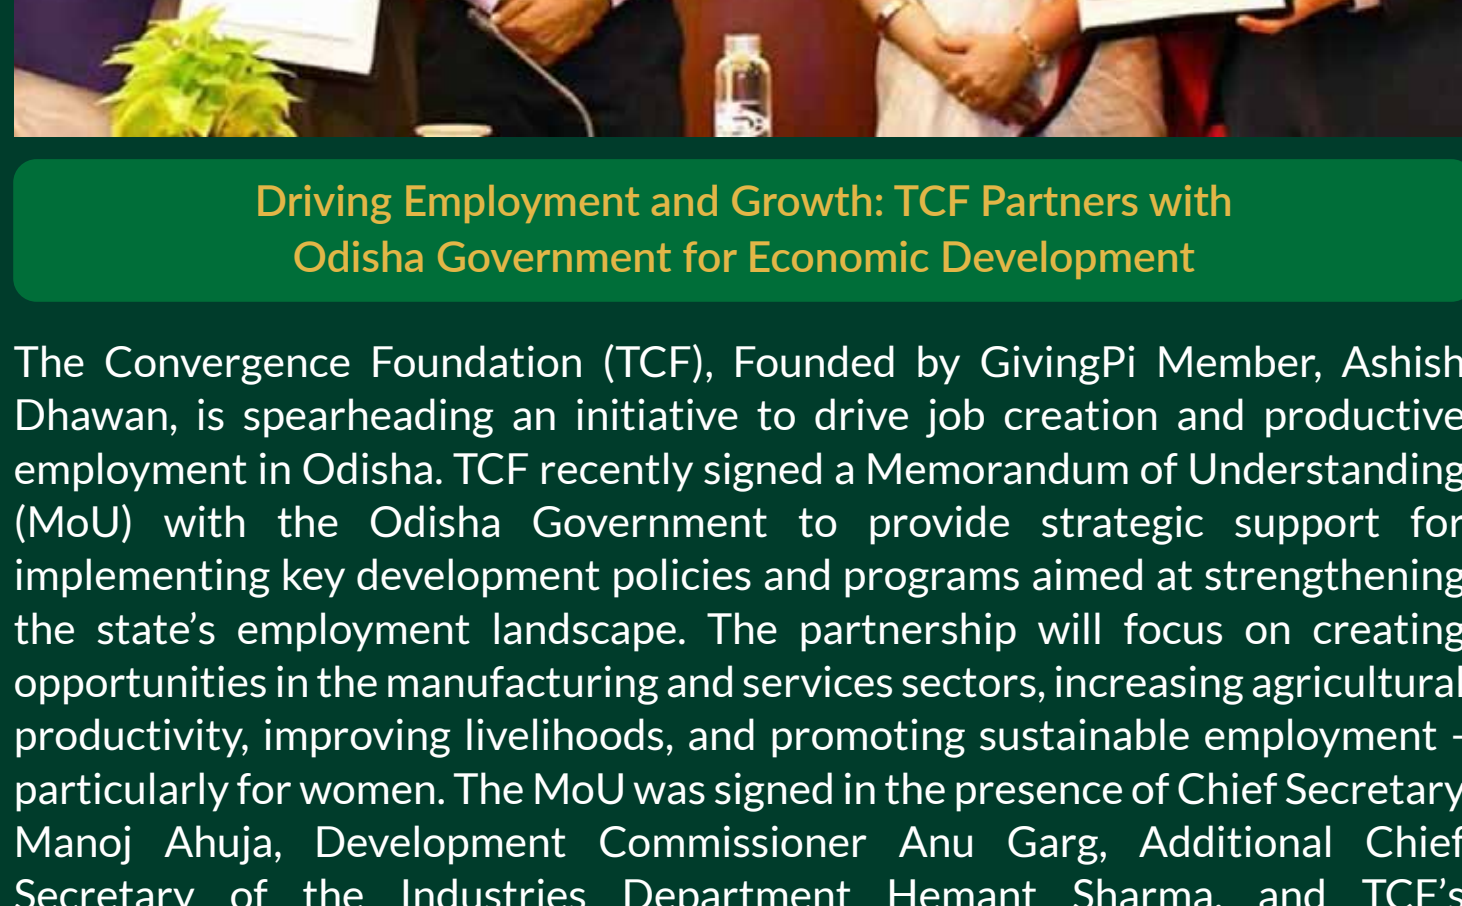 Driving Employment and Growth: TCF Partners with
Odisha Government for Economic Development
The Convergence Foundation (TCF), Founded by GivingPi Member, Ashish
Dhawan, is spearheading an initiative to drive job creation and productive
employment in Odisha. TCF recently signed a Memorandum of Understanding
(MoU) with the Odisha Government to provide strategic support for
implementing key development policies and programs aimed at strengthening
the state’s employment landscape. The partnership will focus on creating
opportunities in the manufacturing and services sectors, increasing agricultural
productivity, improving livelihoods, and promoting sustainable employment -
particularly for women. The MoU was signed in the presence of Chief Secretary
Manoj Ahuja, Development Commissioner Anu Garg, Additional Chief
Secretary of the Industries Department Hemant Sharma, and TCF’s